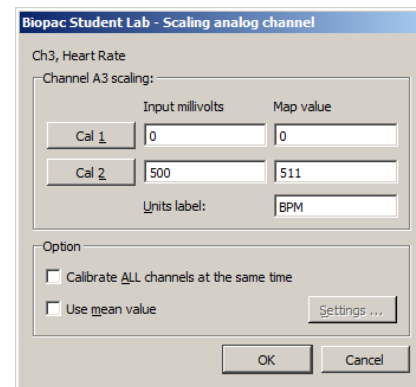 Biopac Student Lab - Scaling analog channel
Ch3, Heart Rate
Channel A3 scaling:
Input millivolts Map value
Cal 1 0 0
Cal 2 500 511
Units label: BPM
Option
Calibrate ALL channels at the same time
Use mean value Settings ...
OK Cancel